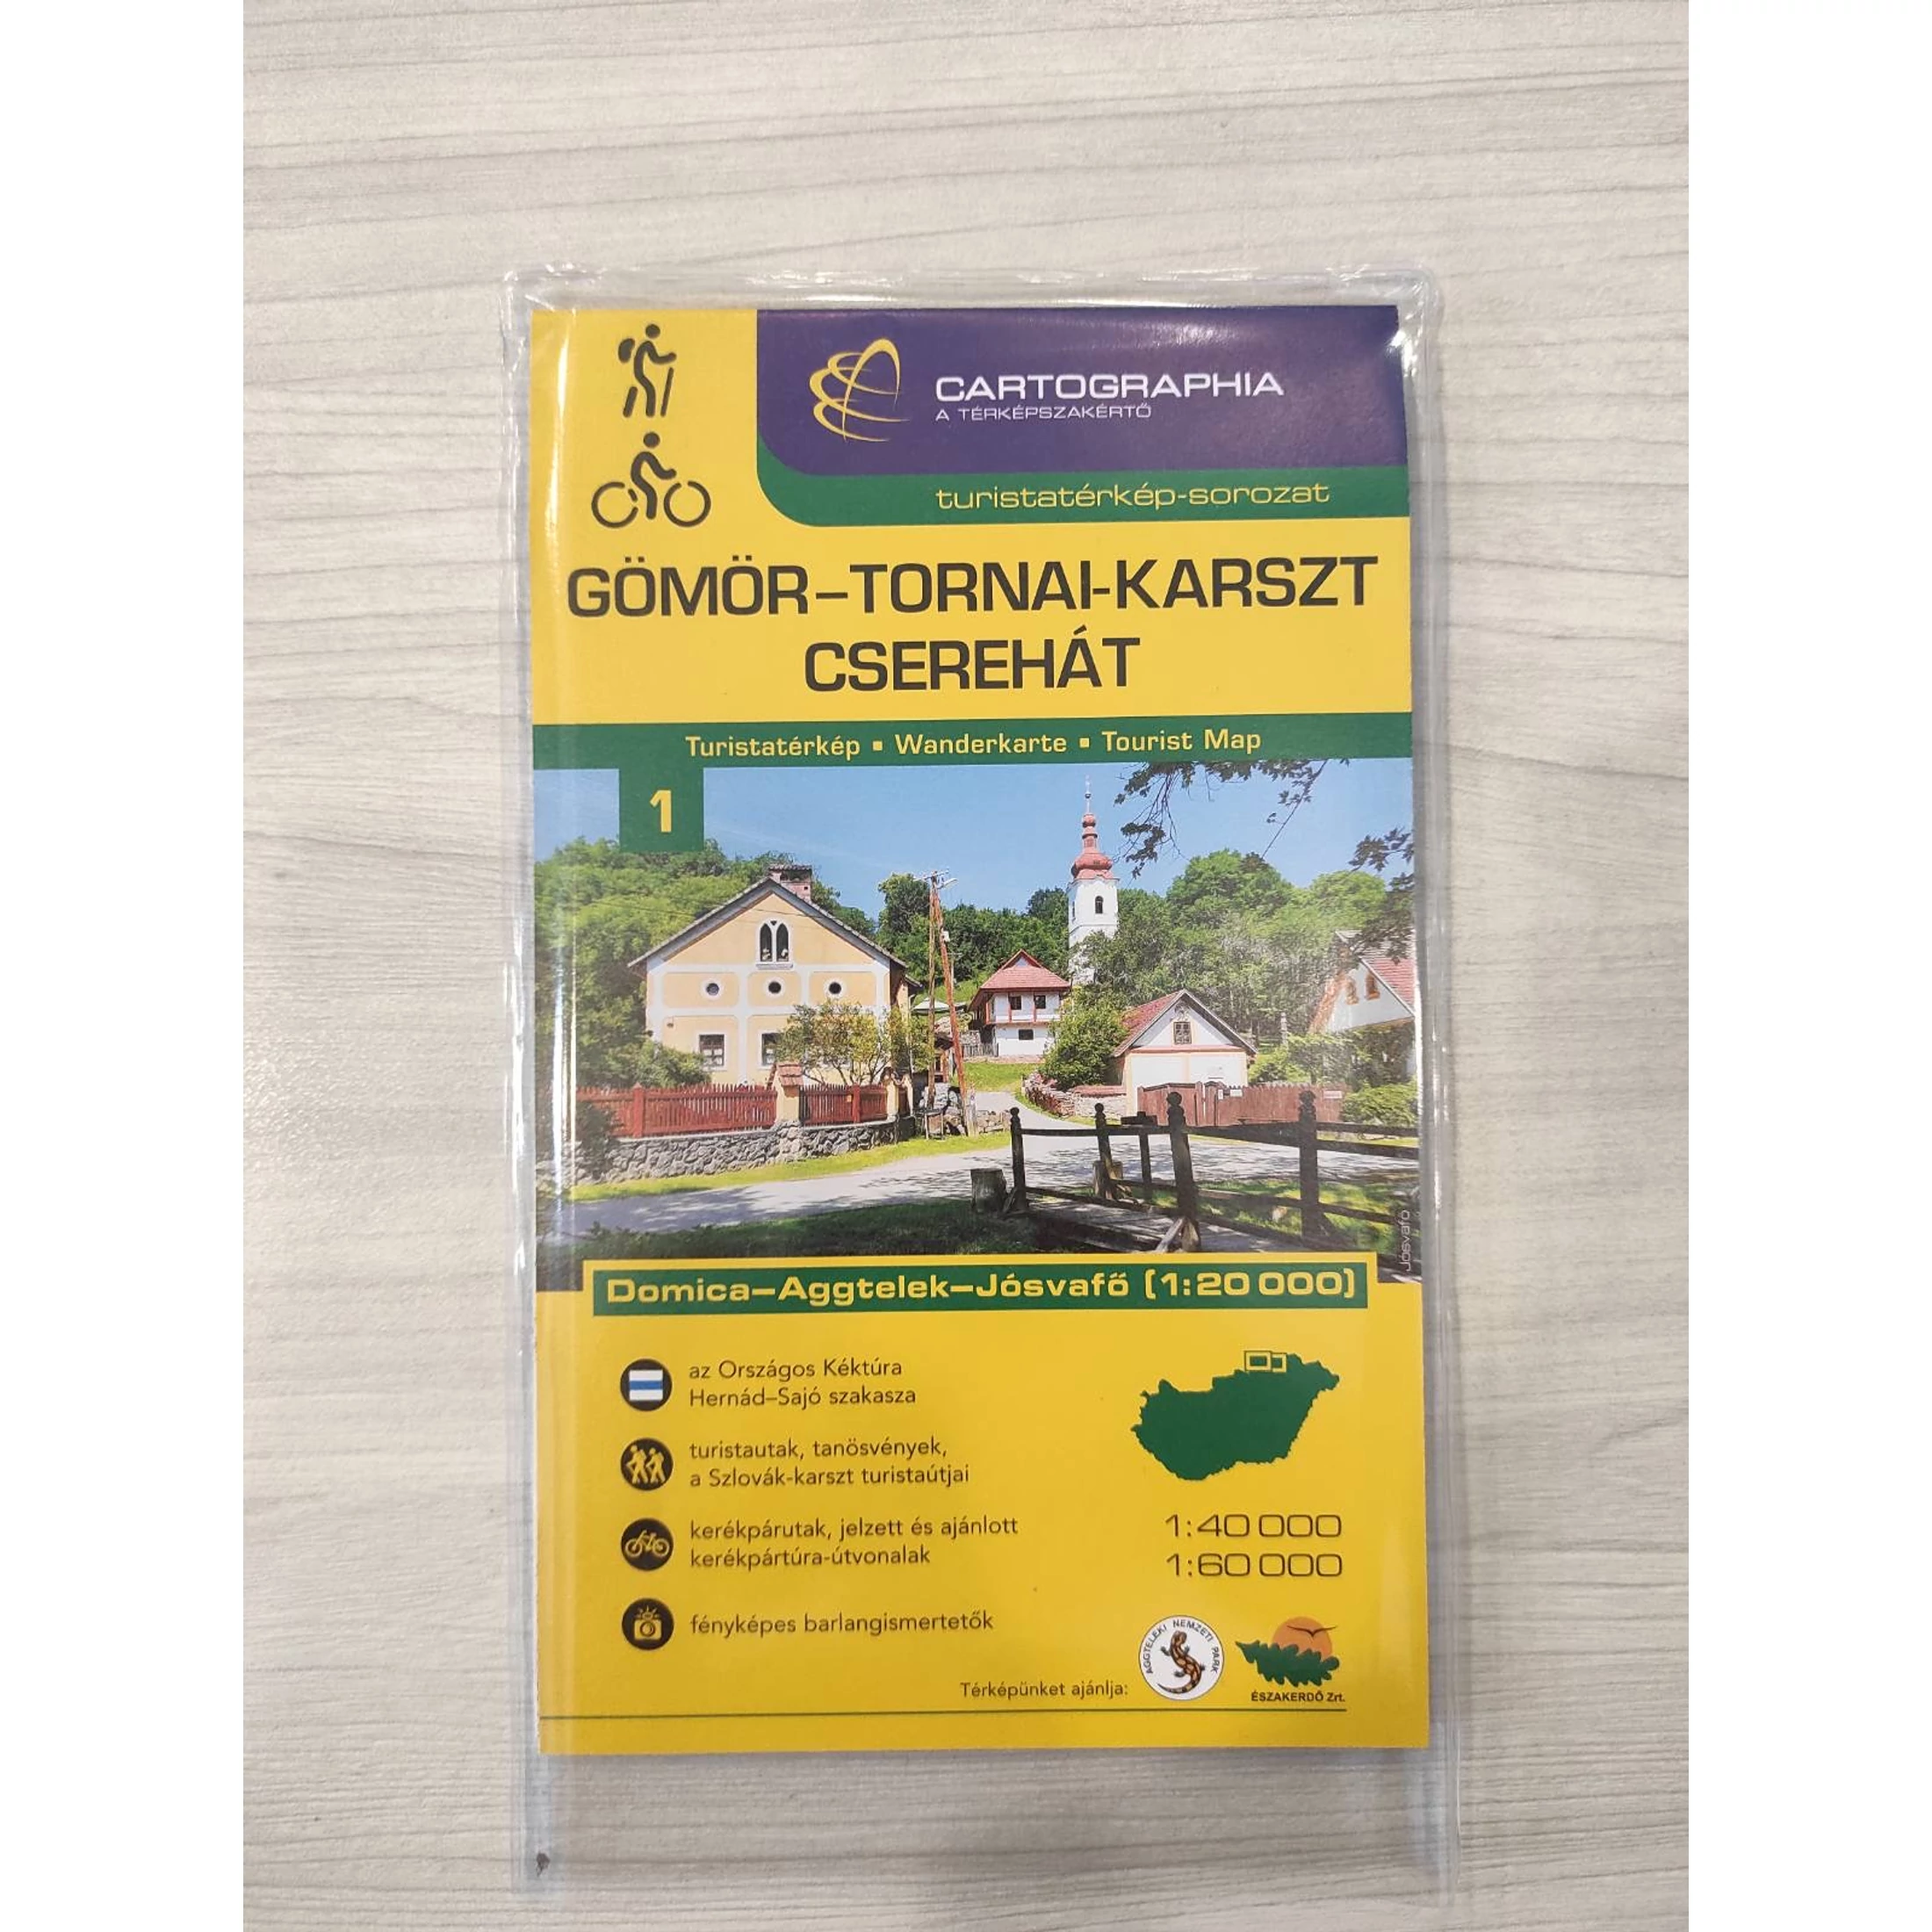 CARTOGRAPHIA
A TÉRKÉPSZAKÉRTŐ
turistatérkép-sorozat
GÖMÖR–TORNAI-KARSZT
CSEREHÁT
Turistatérkép ▪ Wanderkarte ▪ Tourist Map
1
Jósvafő
Domica–Aggtelek–Jósvafő (1:20 000)
az Országos Kéktúra
Hernád–Sajó szakasza
turistautak, tanösvények,
a Szlovák-karszt turistaútjai
kerékpárutak, jelzett és ajánlott
kerékpártúra-útvonalak
1:40 000
1:60 000
fényképes barlangismertetők
Térképünket ajánlja:
AGGTELEKI NEMZETI PARK
ÉSZAKERDŐ Zrt.